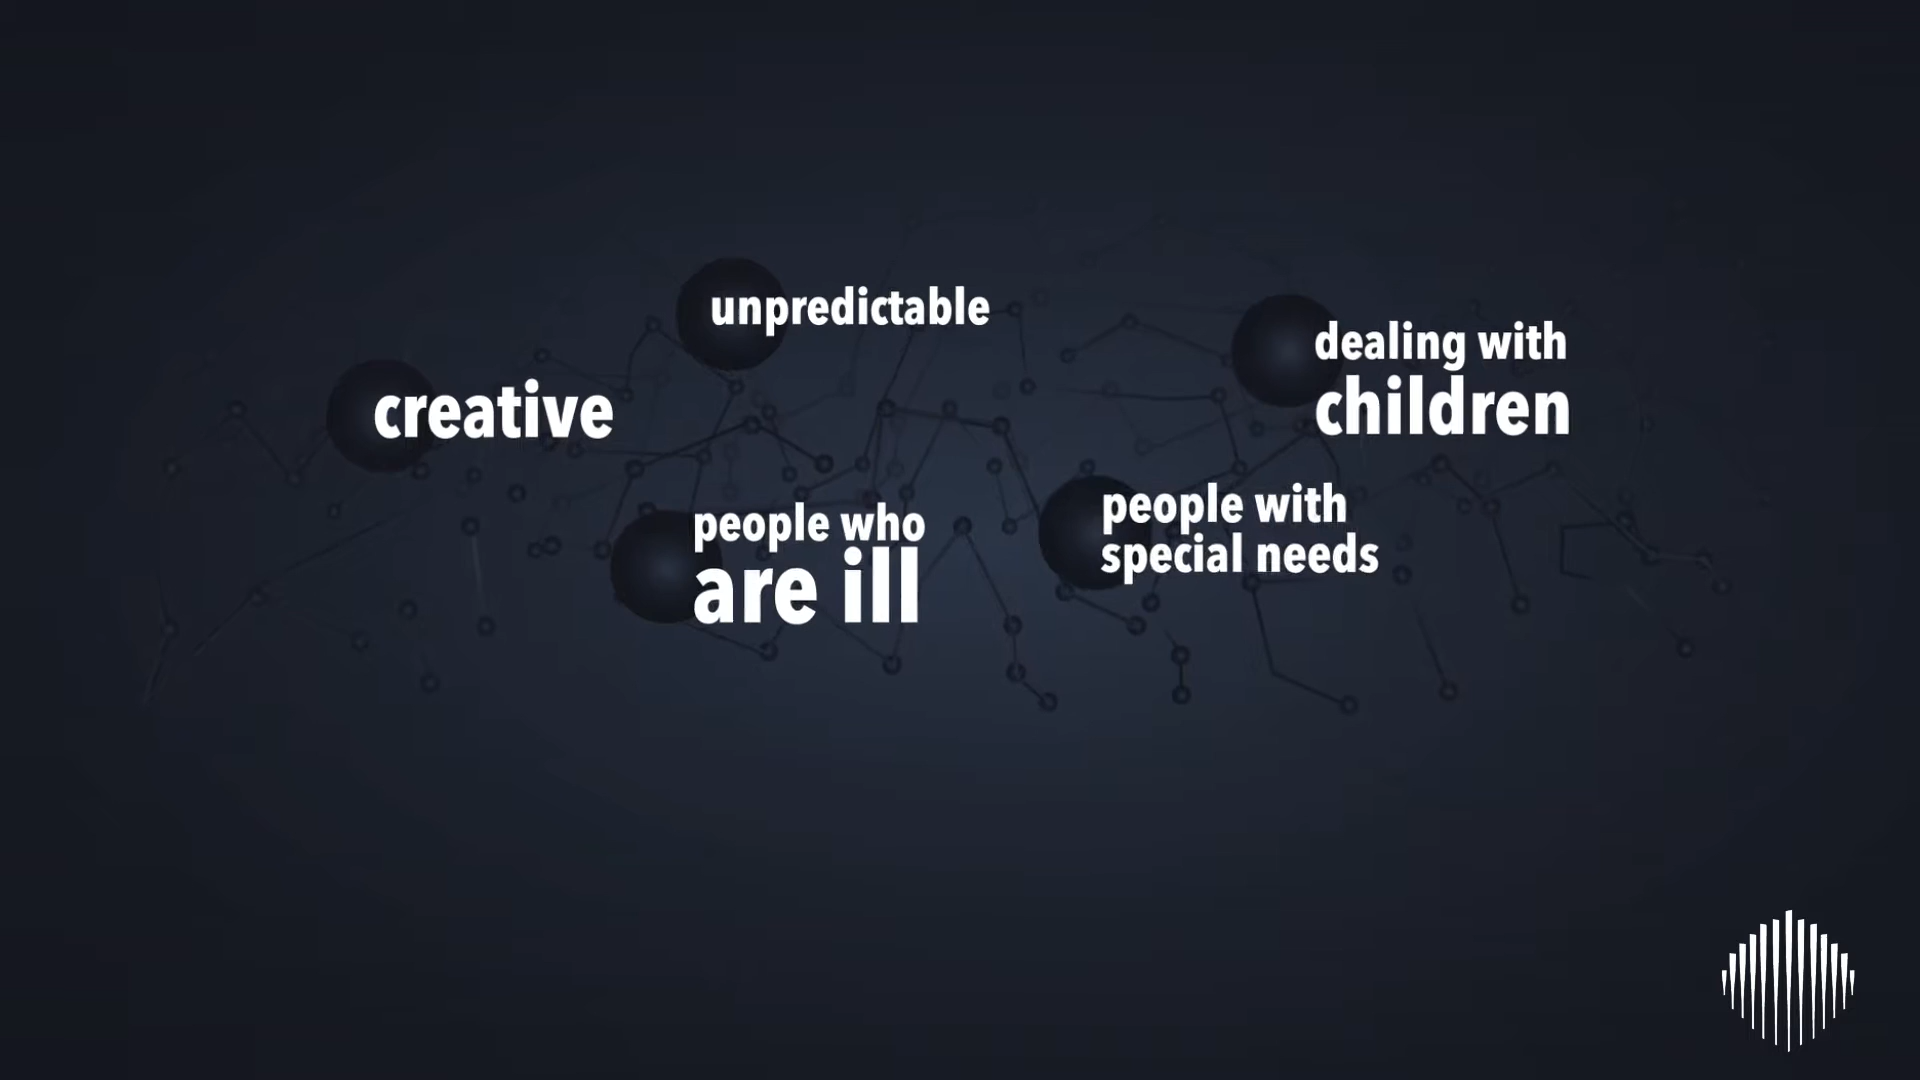 creative
unpredictable
people who
are ill
people with
special needs
dealing with
children